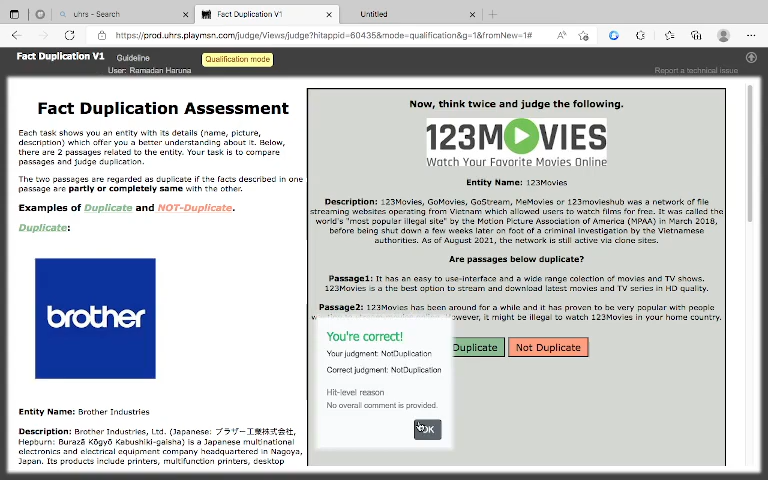 uhrs - Search
Fact Duplication V1
Untitled
https://prod.uhrs.playmsn.com/judge/Views/judge?hitappid=60435&mode=qualification&g=1&fromNew=1#
Fact Duplication V1
Guideline
Qualification mode
User: Ramadan Haruna
Report a technical issue
Fact Duplication Assessment
Each task shows you an entity with its details (name, picture,
description) which offer you a better understanding about it. Below,
there are 2 passages related to the entity. Your task is to compare
passages and judge duplication.
The two passages are regarded as duplicate if the facts described in one
passage are partly or completely same with the other.
Examples of Duplicate and NOT-Duplicate.
Duplicate:
brother
Entity Name: Brother Industries
Description: Brother Industries, Ltd. (Japanese: ブラザー工業株式会社,
Hepburn: Burazā Kōgyō Kabushiki-gaisha) is a Japanese multinational
electronics and electrical equipment company headquartered in Nagoya,
Japan. Its products include printers, multifunction printers, desktop
Now, think twice and judge the following.
123MOVIES
Watch Your Favorite Movies Online
Entity Name: 123Movies
Description: 123Movies, GoMovies, GoStream, MeMovies or 123movieshub was a network of file
streaming websites operating from Vietnam which allowed users to watch films for free. It was called the
world's "most popular illegal site" by the Motion Picture Association of America (MPAA) in March 2018,
before being shut down a few weeks later on foot of a criminal investigation by the Vietnamese
authorities. As of August 2021, the network is still active via clone sites.
Are passages below duplicate?
Passage1: It has an easy to use-interface and a wide range colection of movies and TV shows.
123Movies is a the best option to stream and download latest movies and TV series in HD quality.
Passage2: 123Movies has been around for a while and it has proven to be very popular with people
however, it might be illegal to watch 123Movies in your home country.
Duplicate
Not Duplicate
You're correct!
Your judgment: NotDuplication
Correct judgment: NotDuplication
Hit-level reason
No overall comment is provided.
OK